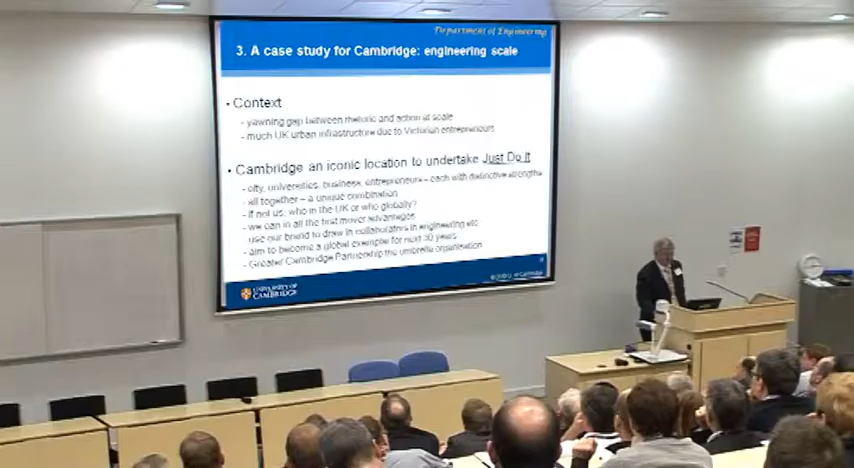 Department of Engineering
3. A case study for Cambridge: engineering scale
• Context
- yawning gap between rhetoric and action at scale
- much UK urban infrastructure due to Victorian entrepreneurs
• Cambridge an iconic location to undertake Just Do It
- city, universities, business, entrepreneurs – each with distinctive strengths
- all together – a unique combination
- if not us, who in the UK or who globally?
- we can in all the first mover advantages
use our brand to draw in collaborators in engineering etc
- aim to become a global exemplar for next 30 years
- Greater Cambridge Partnership the umbrella organisation
UNIVERSITY OF
CAMBRIDGE